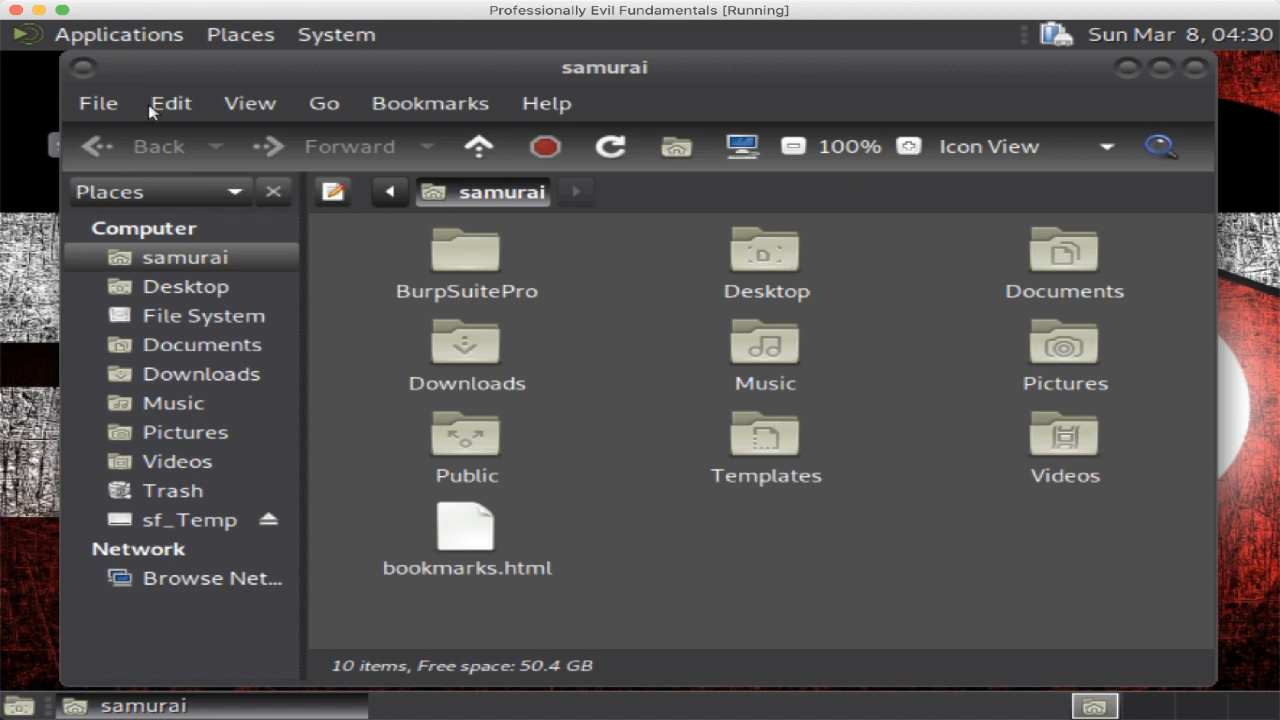 Professionally Evil Fundamentals [Running]
Applications Places System Sun Mar 8, 04:30
samurai
File Edit View Go Bookmarks Help
Back Forward 100% Icon View
Places samurai
Computer
samurai
Desktop
File System
Documents
Downloads
Music
Pictures
Videos
Trash
sf_Temp
Network
Browse Net...
BurpSuitePro Desktop Documents
Downloads Music Pictures
Public Templates Videos
bookmarks.html
10 items, Free space: 50.4 GB
samurai